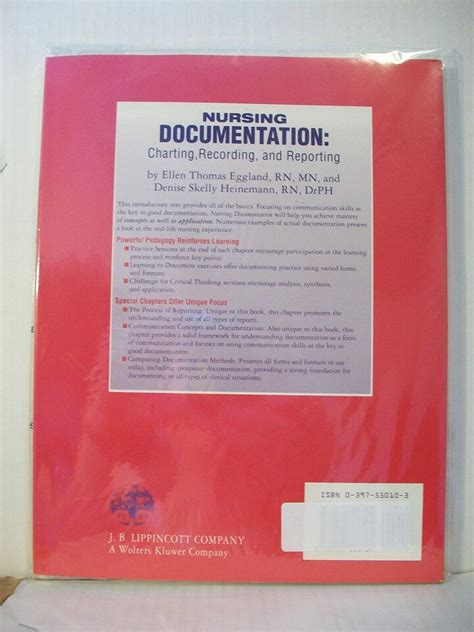 NURSING
DOCUMENTATION:
Charting, Recording, and Reporting
by Ellen Thomas Eggland, RN, MN, and
Denise Skelly Heinemann, RN, DrPH
This introductory text provides all of the basics. Focusing on communication skills as
the key to good documentation, Nursing Documentation will help you achieve mastery
of concepts as well as application. Numerous examples of actual documentation present
a look at the real-life nursing experience.
Powerful Pedagogy Reinforces Learning
■ Practice Sessions at the end of each chapter encourage participation in the learning
process and reinforce key points.
■ Learning to Document exercises offer documenting practice using varied forms
and formats.
■ Challenge for Critical Thinking sections encourage analysis, synthesis,
and application.
Special Chapters Offer Unique Focus
■ The Process of Reporting: Unique to this book, this chapter promotes the
understanding and use of all types of reports.
■ Communication Concepts and Documentation: Also unique to this book, this
chapter provides a solid framework for understanding documentation as a form
of communication and focuses on using communication skills as the key to
good documentation.
■ Comparing Documentation Methods: Presents all forms and formats in use
today, including computer documentation, providing a strong foundation for
documenting in all types of clinical situations.
ISBN 0-397-55010-3
J. B. LIPPINCOTT COMPANY
A Wolters Kluwer Company